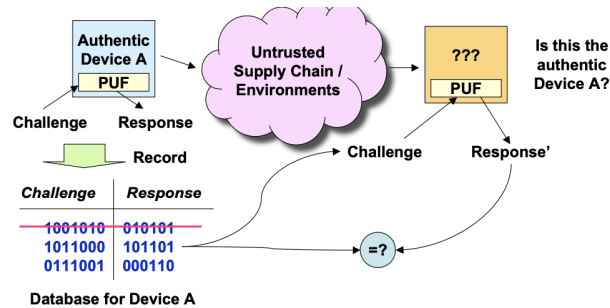 Authentic
Device A
PUF
Challenge
Response
Record
Untrusted
Supply Chain /
Environments
???
PUF
Is this the
authentic
Device A?
Challenge
Response'
=?
Challenge Response
1001010 010101
1011000 101101
0111001 000110
Database for Device A